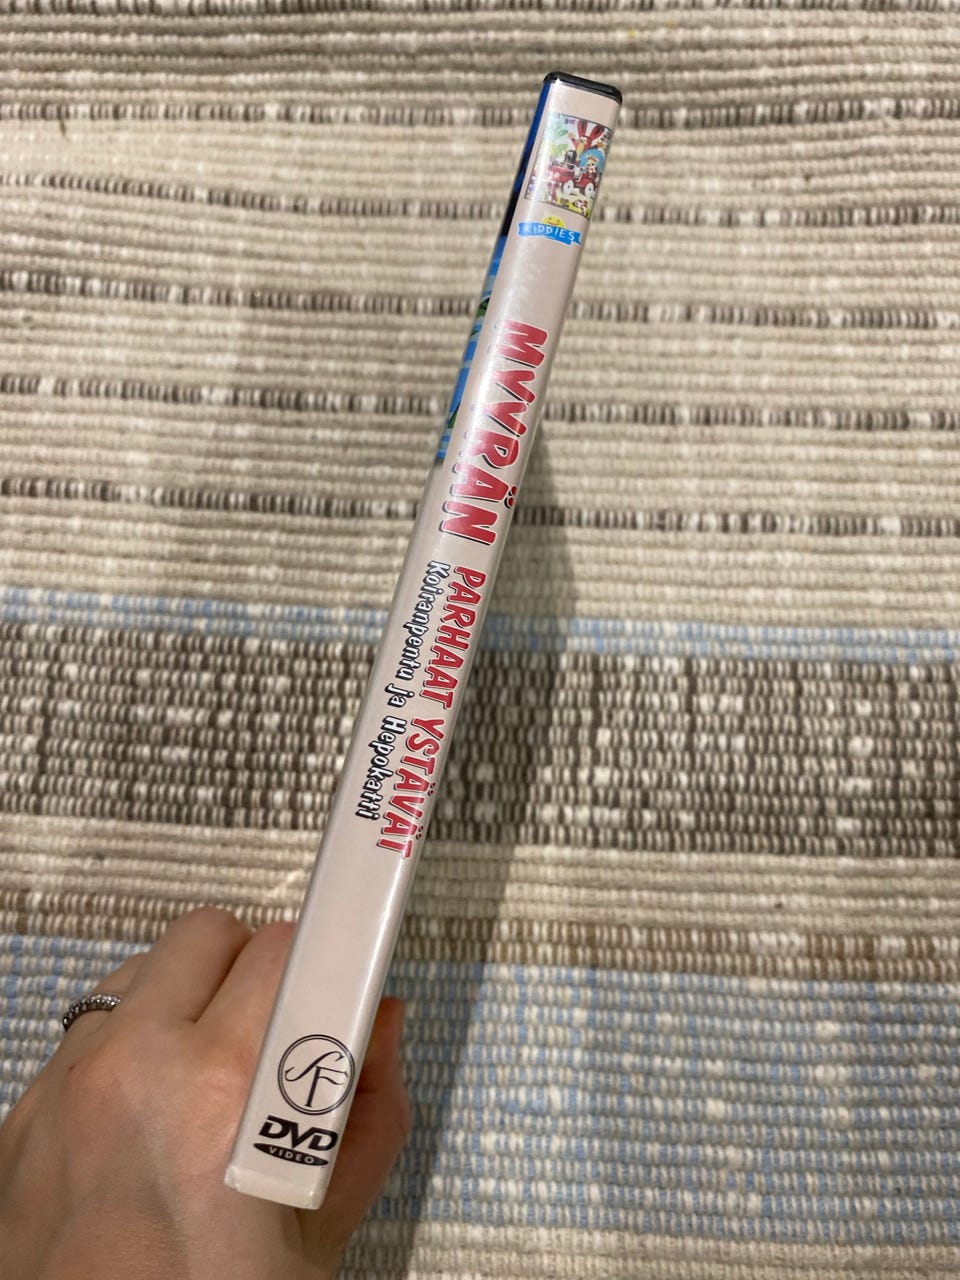 KIDDIES
MYYRÄN PARHAAT YSTÄVÄT
Koiranpentu ja Hepokatti
SF
DVD
VIDEO